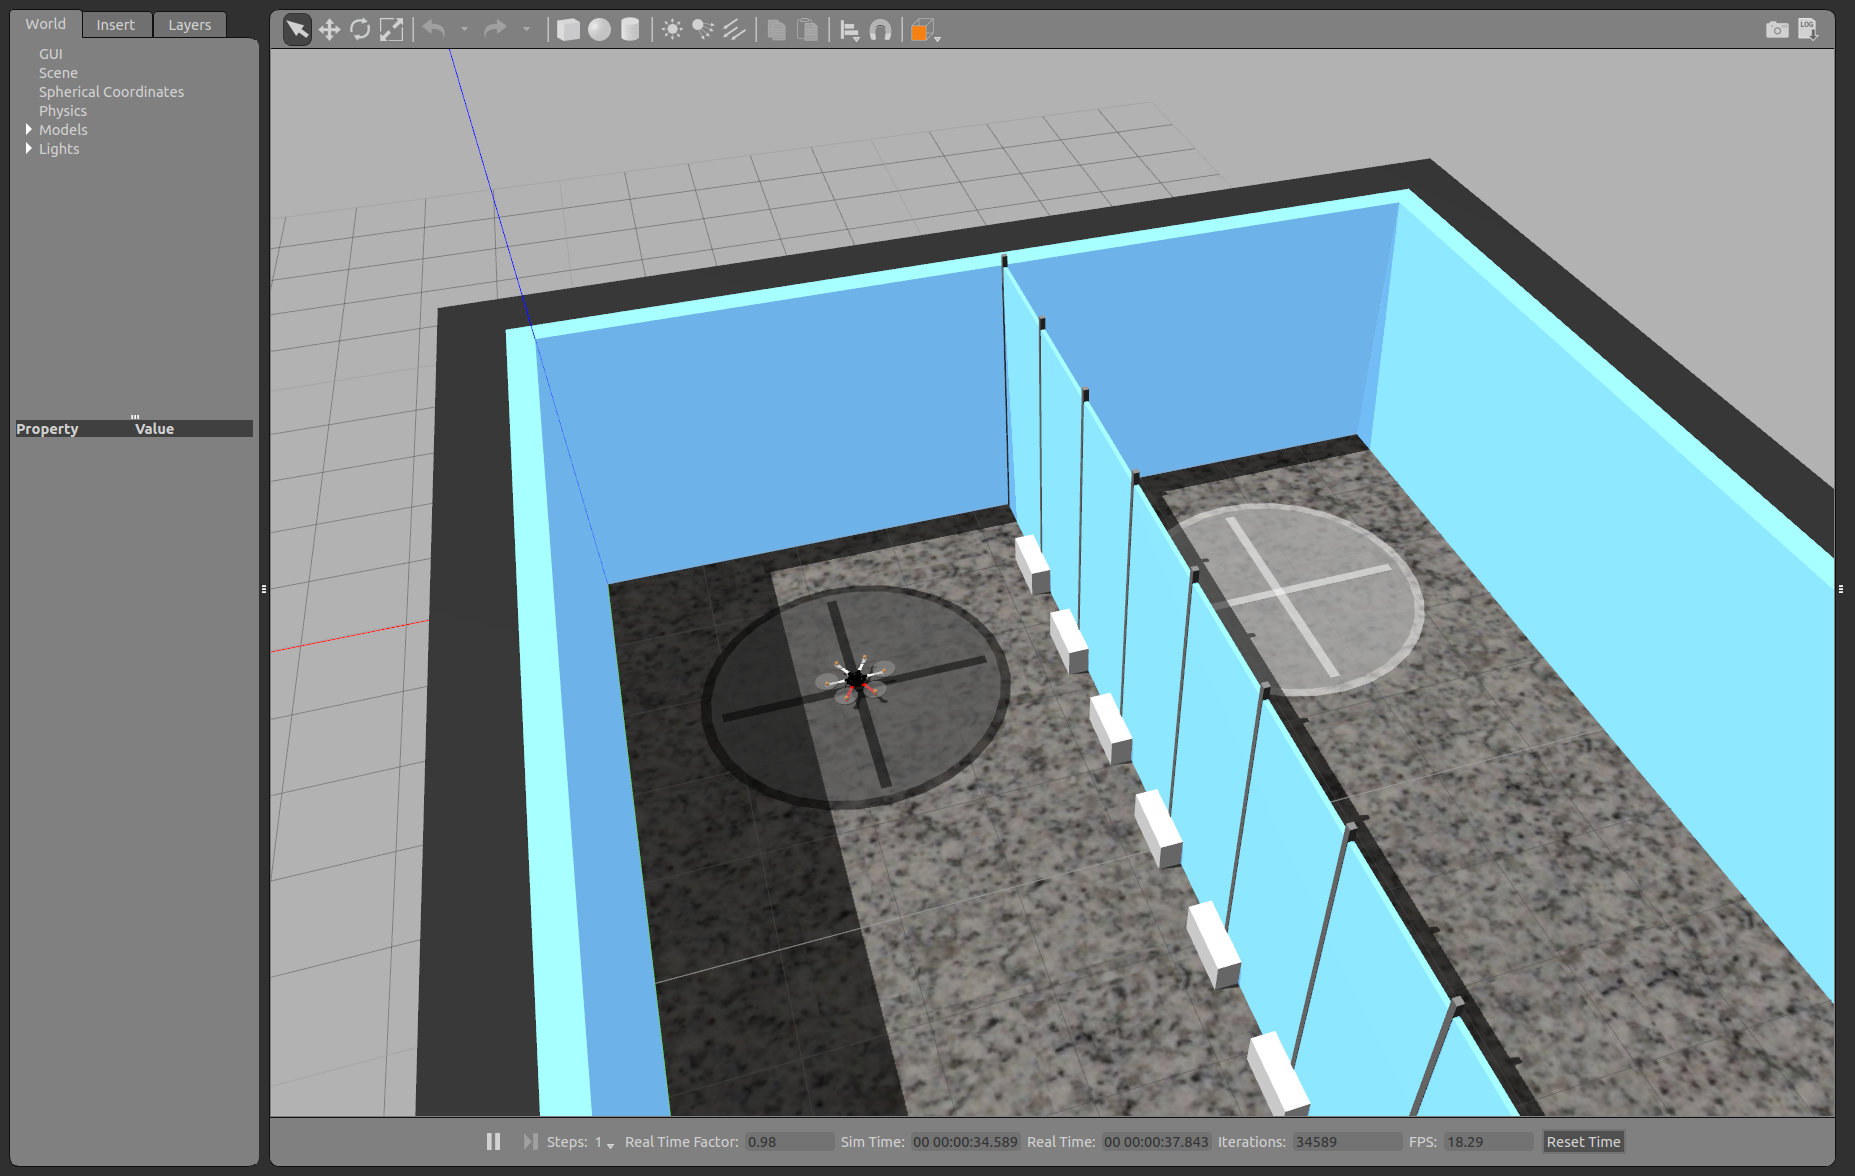 World Insert Layers
GUI
Scene
Spherical Coordinates
Physics
Models
Lights
Property Value
LOG
Steps: 1 Real Time Factor: 0.98 Sim Time: 00 00:00:34.589 Real Time: 00 00:00:37.843 Iterations: 34589 FPS: 18.29 Reset Time